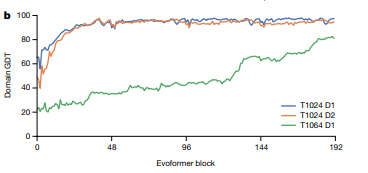 b
100
80
60
40
20
0
Domain GDT
0 48 96 144 192
Evoformer block
T1024 D1
T1024 D2
T1064 D1